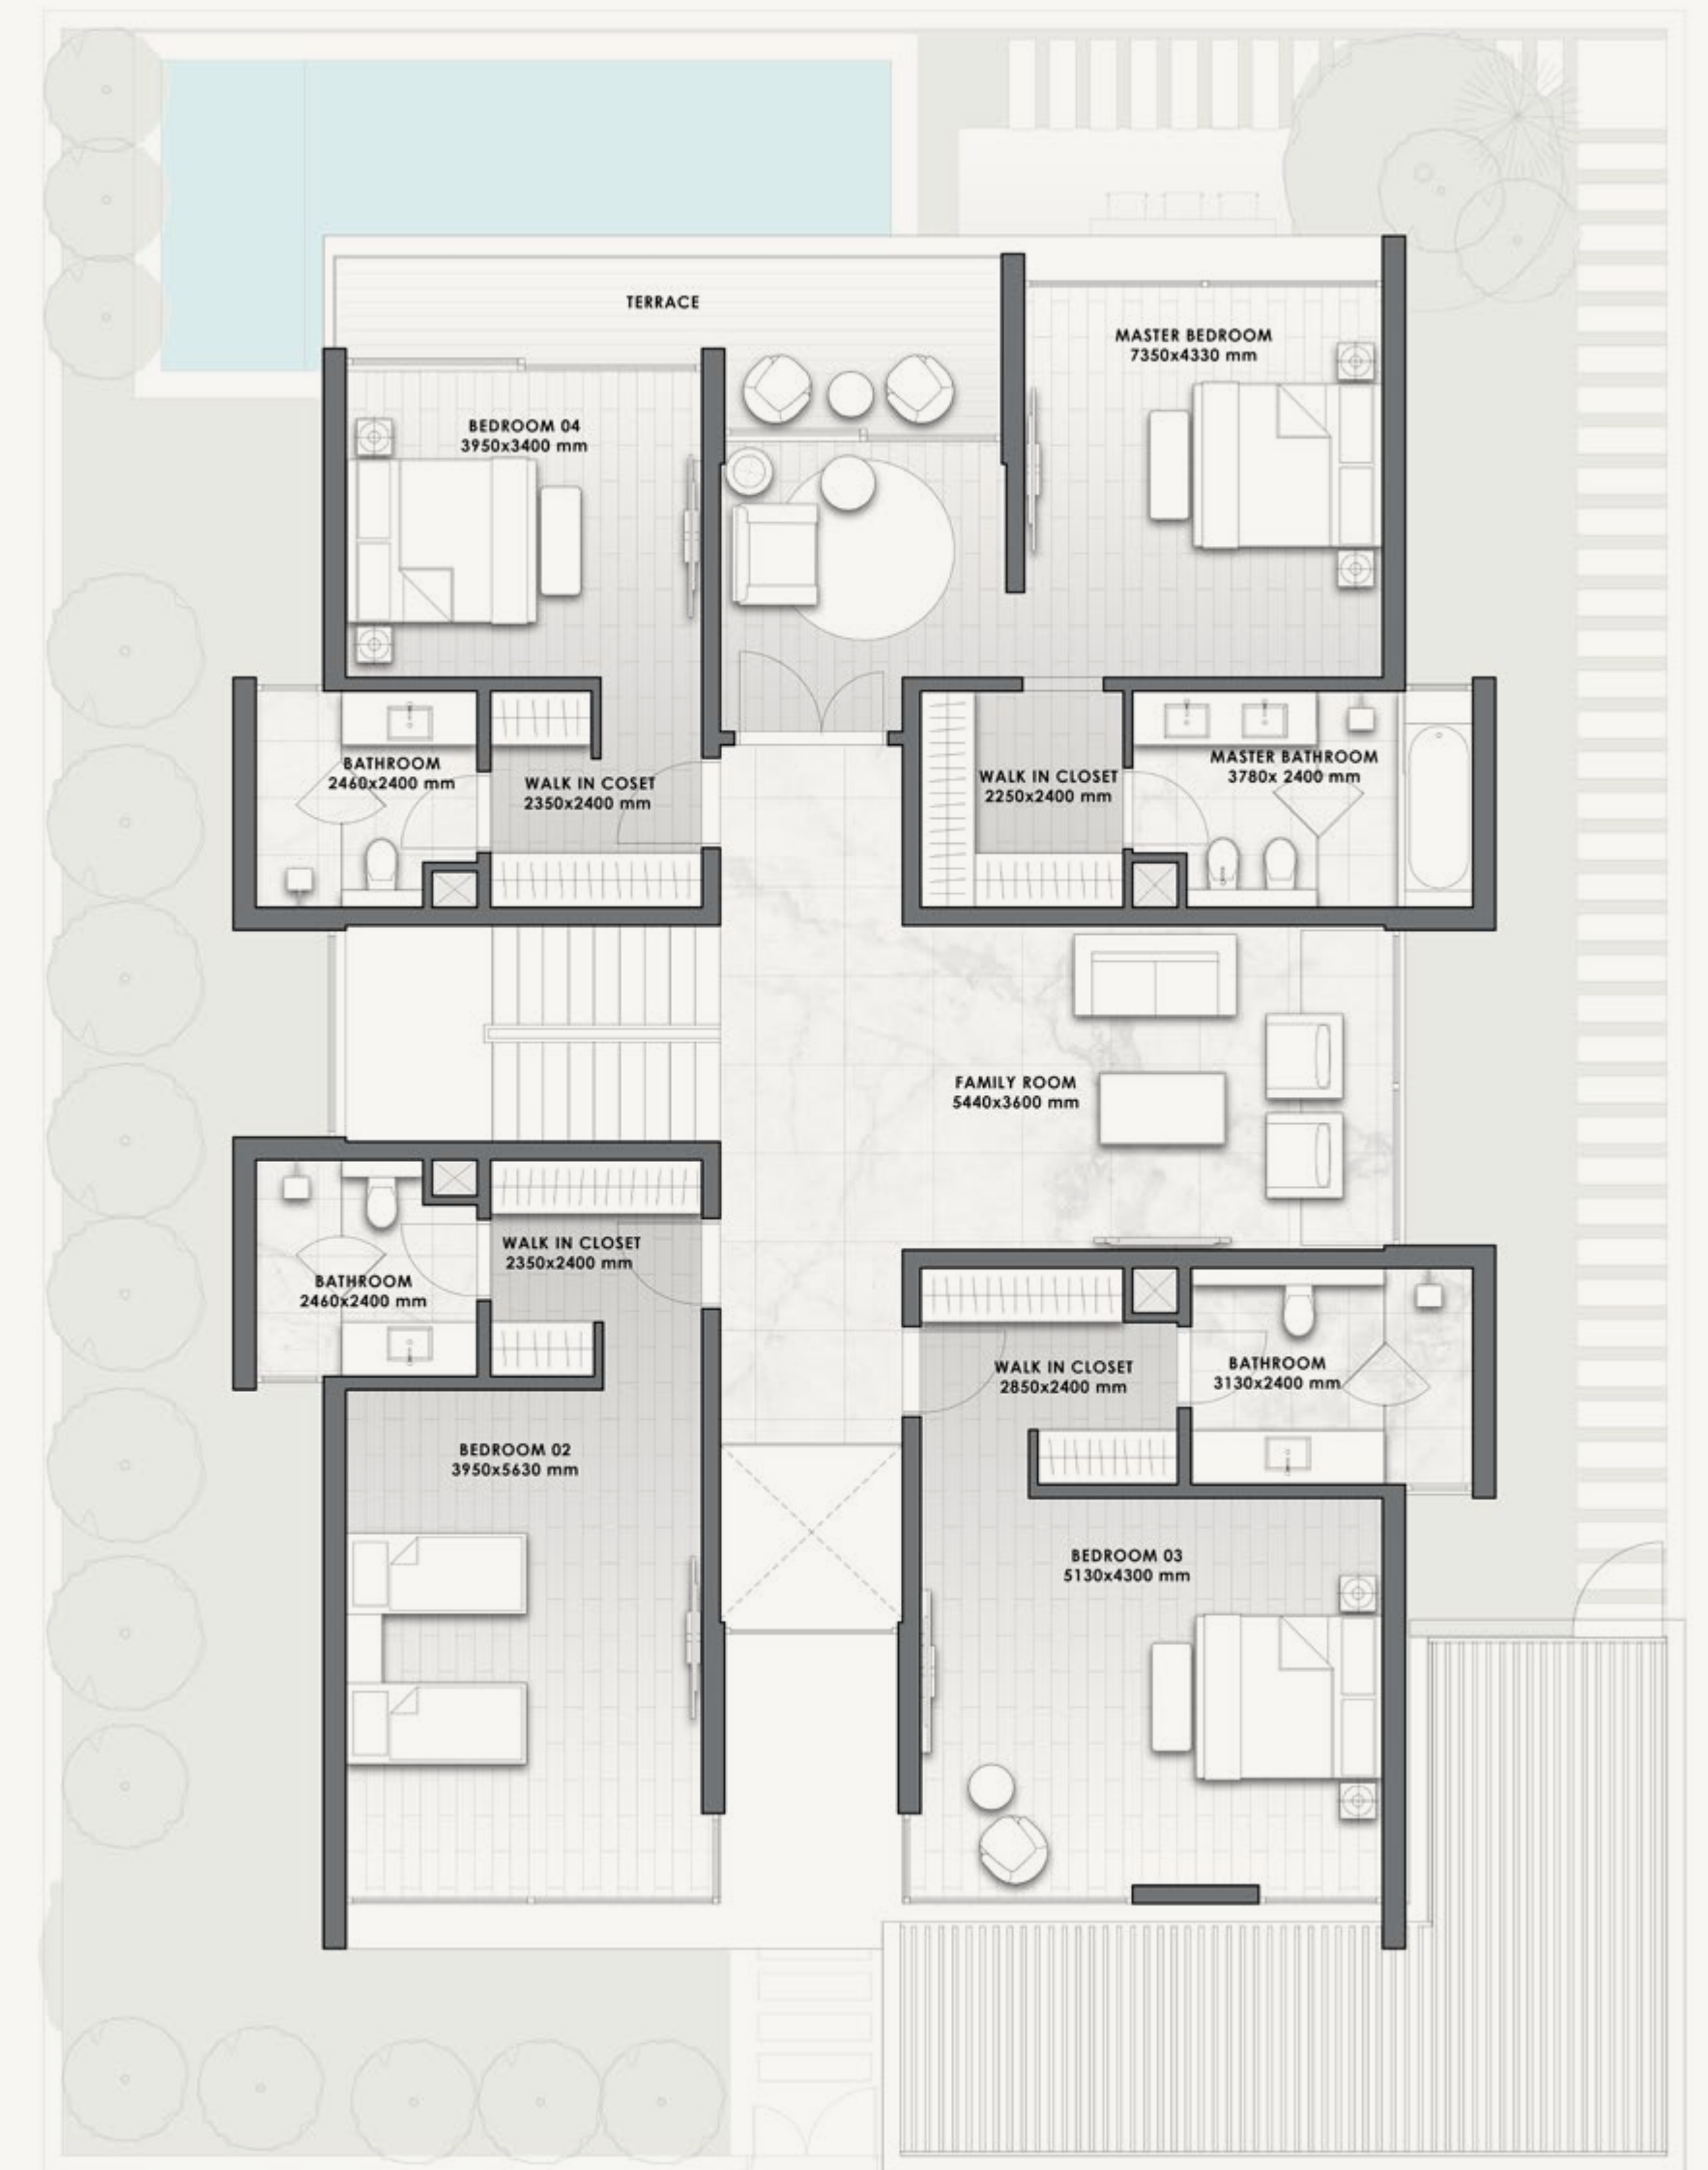 TERRACE
MASTER BEDROOM
7350x4330 mm
BEDROOM 04
3950x3400 mm
BATHROOM
2460x2400 mm
WALK IN COSET
2350x2400 mm
WALK IN CLOSET
2250x2400 mm
MASTER BATHROOM
3780x 2400 mm
FAMILY ROOM
5440x3600 mm
WALK IN CLOSET
2350x2400 mm
BATHROOM
2460x2400 mm
WALK IN CLOSET
2850x2400 mm
BATHROOM
3130x2400 mm
BEDROOM 02
3950x5630 mm
BEDROOM 03
5130x4300 mm